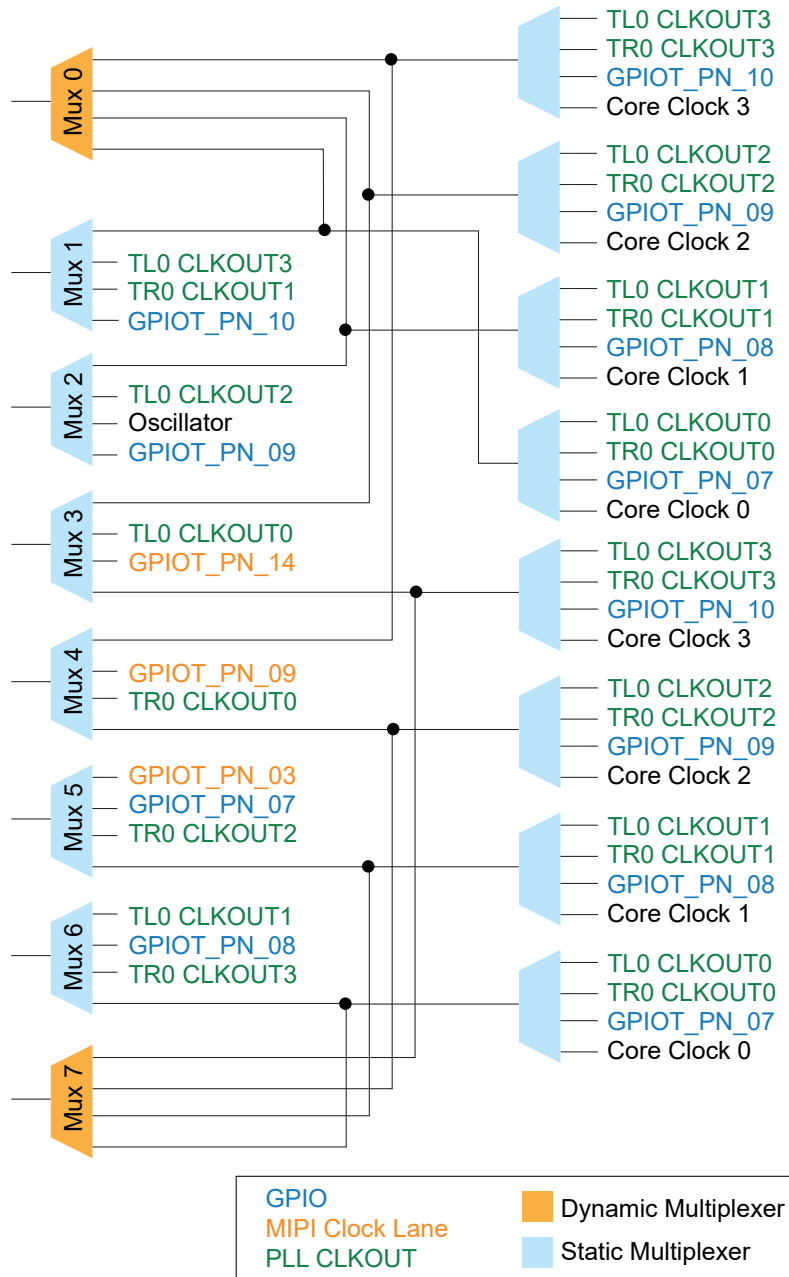 Mux 0
Mux 1
TL0 CLKOUT3
TR0 CLKOUT1
GPIOT_PN_10
Mux 2
TL0 CLKOUT2
Oscillator
GPIOT_PN_09
Mux 3
TL0 CLKOUT0
GPIOT_PN_14
Mux 4
GPIOT_PN_09
TR0 CLKOUT0
Mux 5
GPIOT_PN_03
GPIOT_PN_07
TR0 CLKOUT2
Mux 6
TL0 CLKOUT1
GPIOT_PN_08
TR0 CLKOUT3
Mux 7
TL0 CLKOUT3
TR0 CLKOUT3
GPIOT_PN_10
Core Clock 3
TL0 CLKOUT2
TR0 CLKOUT2
GPIOT_PN_09
Core Clock 2
TL0 CLKOUT1
TR0 CLKOUT1
GPIOT_PN_08
Core Clock 1
TL0 CLKOUT0
TR0 CLKOUT0
GPIOT_PN_07
Core Clock 0
TL0 CLKOUT3
TR0 CLKOUT3
GPIOT_PN_10
Core Clock 3
TL0 CLKOUT2
TR0 CLKOUT2
GPIOT_PN_09
Core Clock 2
TL0 CLKOUT1
TR0 CLKOUT1
GPIOT_PN_08
Core Clock 1
TL0 CLKOUT0
TR0 CLKOUT0
GPIOT_PN_07
Core Clock 0
GPIO
MIPI Clock Lane
PLL CLKOUT
Dynamic Multiplexer
Static Multiplexer